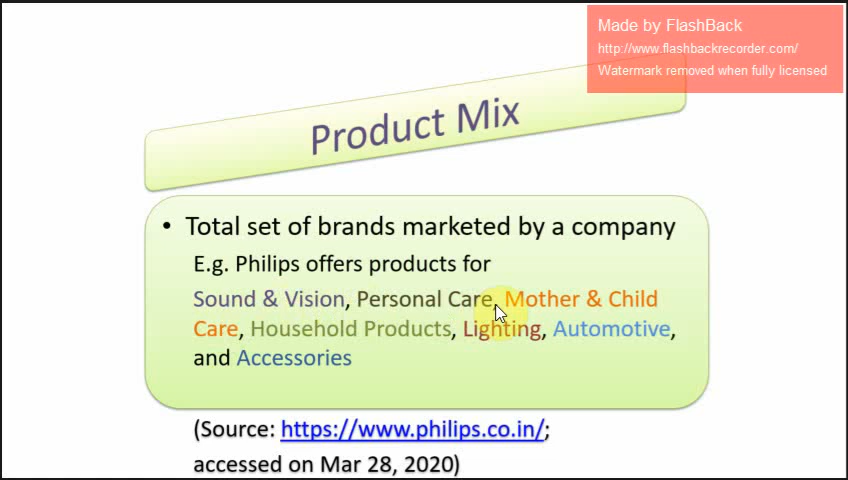 Made by FlashBack
http://www.flashbackrecorder.com/
Watermark removed when fully licensed
Product Mix
• Total set of brands marketed by a company
E.g. Philips offers products for
Sound & Vision, Personal Care, Mother & Child
Care, Household Products, Lighting, Automotive,
and Accessories
(Source: https://www.philips.co.in/;
accessed on Mar 28, 2020)